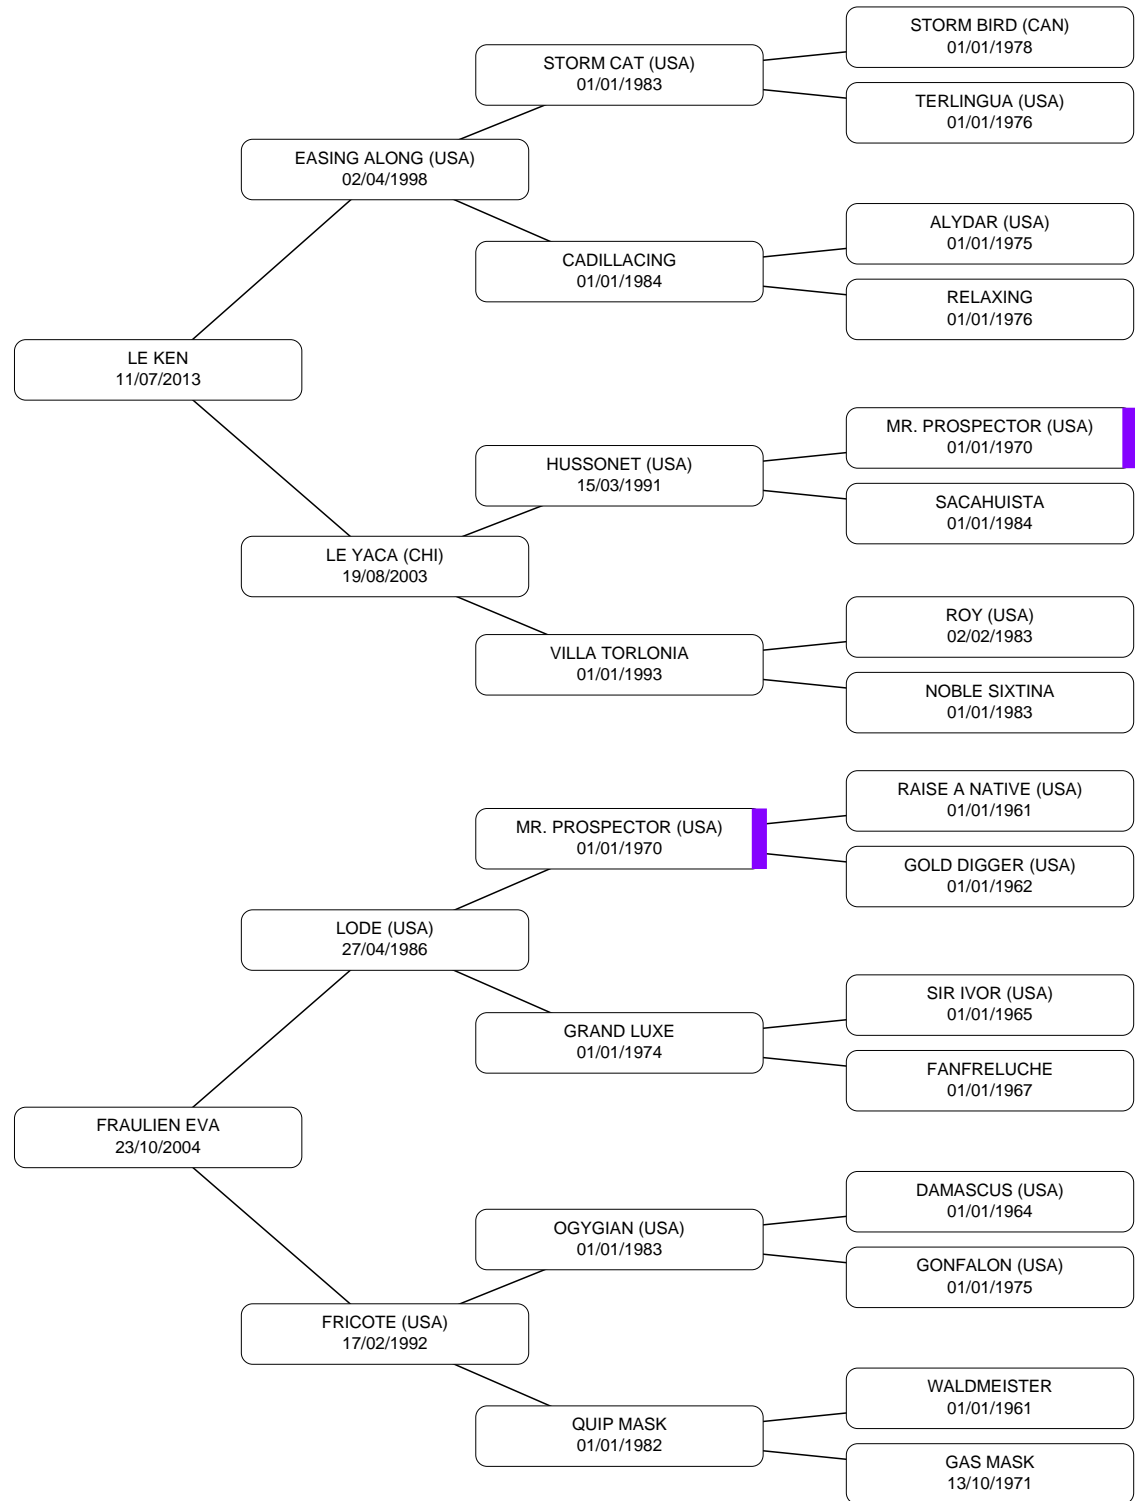 STORM BIRD (CAN)
01/01/1978
STORM CAT (USA)
01/01/1983
TERLINGUA (USA)
01/01/1976
EASING ALONG (USA)
02/04/1998
ALYDAR (USA)
01/01/1975
CADILLACING
01/01/1984
RELAXING
01/01/1976
LE KEN
11/07/2013
MR. PROSPECTOR (USA)
01/01/1970
HUSSONET (USA)
15/03/1991
SACAHUISTA
01/01/1984
LE YACA (CHI)
19/08/2003
ROY (USA)
02/02/1983
VILLA TORLONIA
01/01/1993
NOBLE SIXTINA
01/01/1983
RAISE A NATIVE (USA)
01/01/1961
MR. PROSPECTOR (USA)
01/01/1970
GOLD DIGGER (USA)
01/01/1962
LODE (USA)
27/04/1986
SIR IVOR (USA)
01/01/1965
GRAND LUXE
01/01/1974
FANFRELUCHE
01/01/1967
FRAULIEN EVA
23/10/2004
DAMASCUS (USA)
01/01/1964
OGYGIAN (USA)
01/01/1983
GONFALON (USA)
01/01/1975
FRICOTE (USA)
17/02/1992
WALDMEISTER
01/01/1961
QUIP MASK
01/01/1982
GAS MASK
13/10/1971